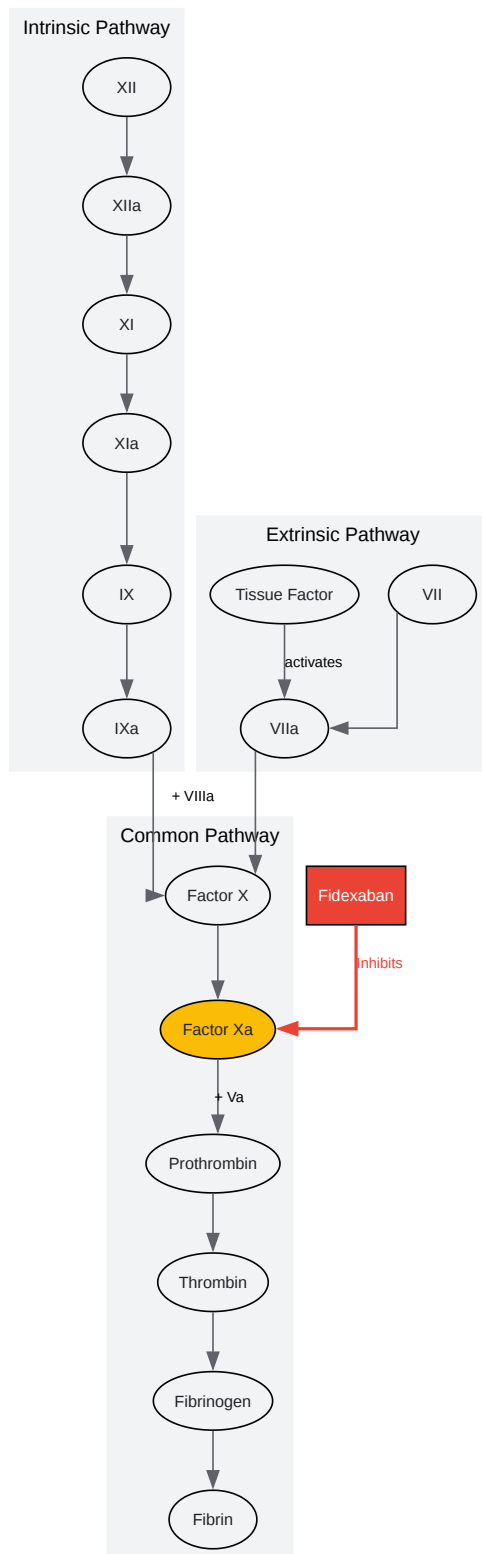 Intrinsic Pathway
XII
XIIa
XI
XIa
IX
IXa
Extrinsic Pathway
Tissue Factor
VII
activates
VIIa
+ VIIIa
Common Pathway
Factor X
Fidexaban
Inhibits
Factor Xa
+ Va
Prothrombin
Thrombin
Fibrinogen
Fibrin